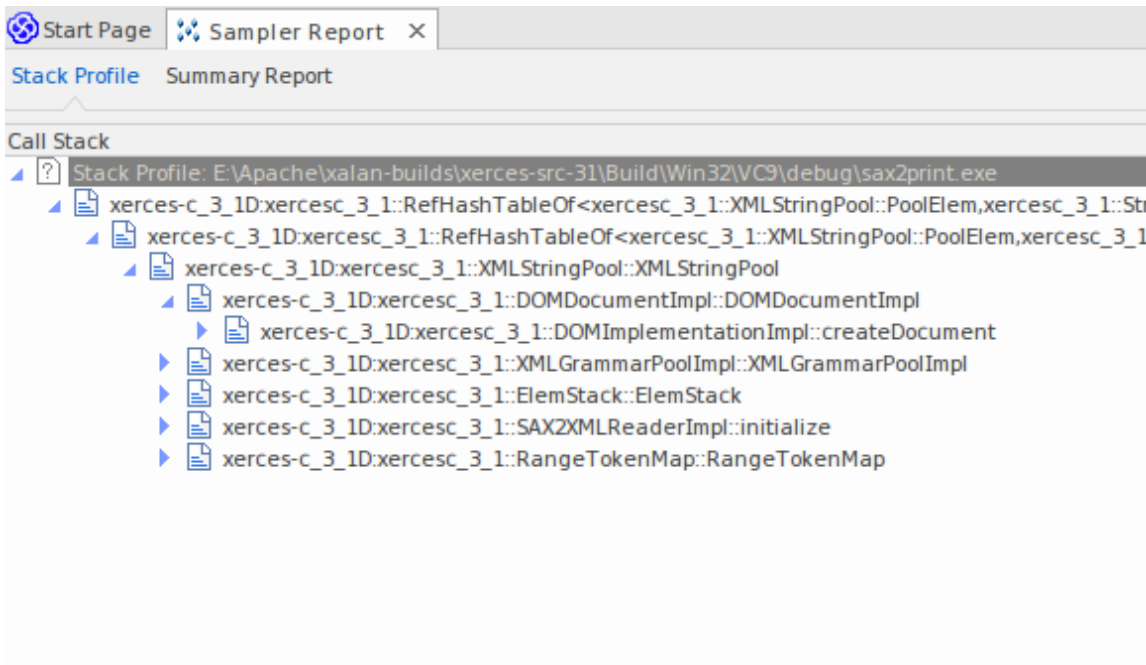 Start Page Sampler Report
Stack Profile Summary Report
Call Stack
Stack Profile: E:\Apache\xalan-builds\xerces-src-31\Build\Win32\VC9\debug\sax2print.exe
xerces-c_3_1D:xercesc_3_1::RefHashTableOf<xercesc_3_1::XMLStringPool::PoolElem,xercesc_3_1::Str
xerces-c_3_1D:xercesc_3_1::RefHashTableOf<xercesc_3_1::XMLStringPool::PoolElem,xercesc_3_1
xerces-c_3_1D:xercesc_3_1::XMLStringPool::XMLStringPool
xerces-c_3_1D:xercesc_3_1::DOMDocumentImpl::DOMDocumentImpl
xerces-c_3_1D:xercesc_3_1::DOMImplementationImpl::createDocument
xerces-c_3_1D:xercesc_3_1::XMLGrammarPoolImpl::XMLGrammarPoolImpl
xerces-c_3_1D:xercesc_3_1::ElemStack::ElemStack
xerces-c_3_1D:xercesc_3_1::SAX2XMLReaderImpl::initialize
xerces-c_3_1D:xercesc_3_1::RangeTokenMap::RangeTokenMap